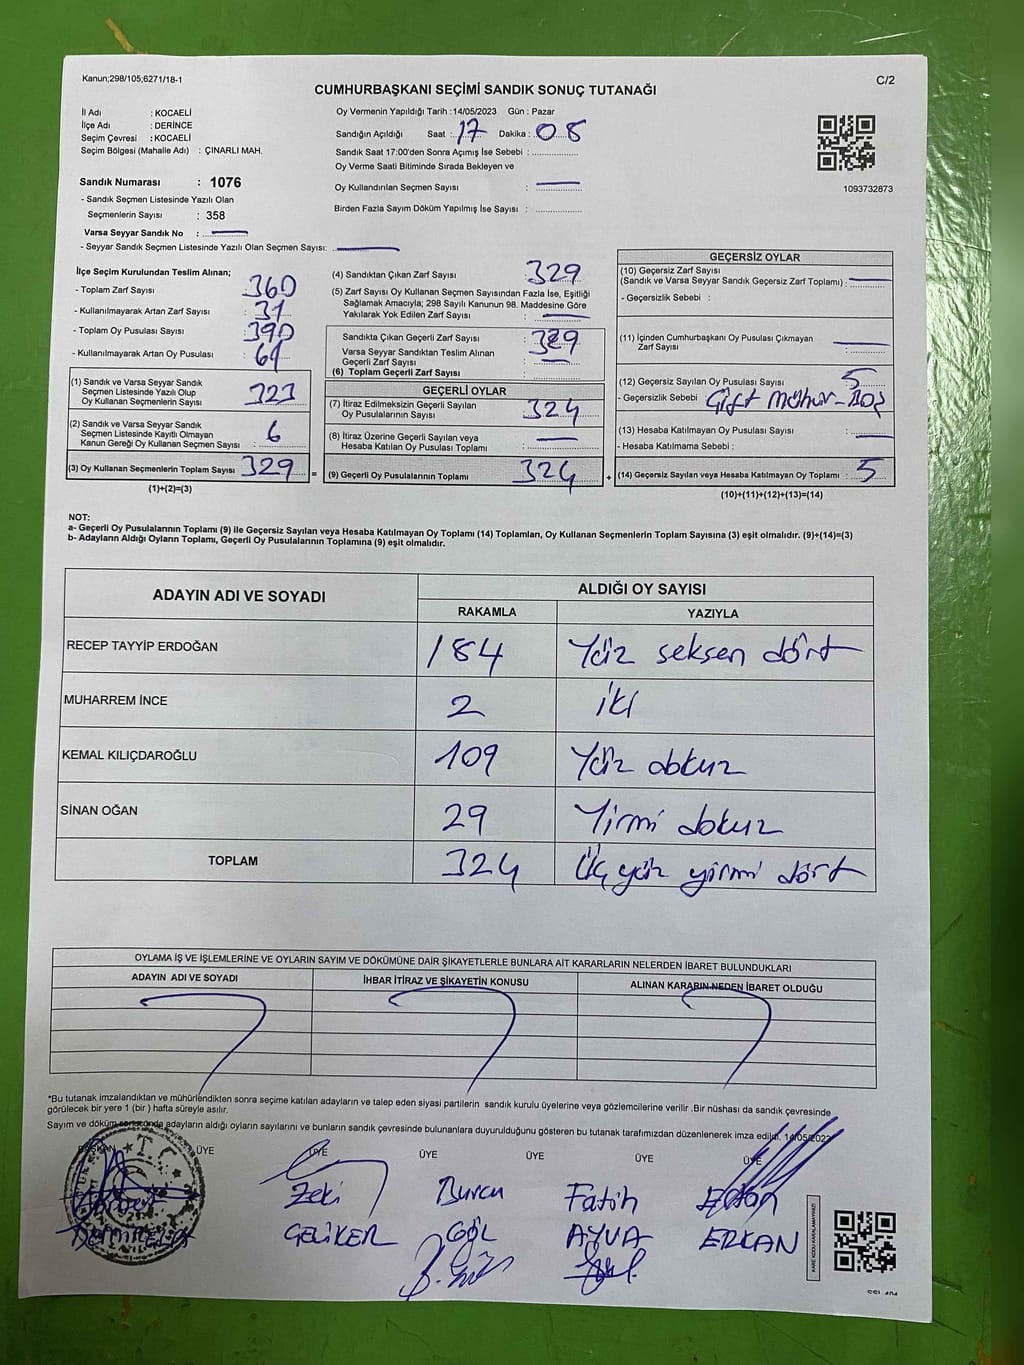 Kanun;298/105;6271/18-1
C/2
CUMHURBAŞKANI SEÇİMİ SANDIK SONUÇ TUTANAĞI
İl Adı : KOCAELİ
İlçe Adı : DERİNCE
Seçim Çevresi : KOCAELİ
Seçim Bölgesi (Mahalle Adı) : ÇINARLI MAH.
Oy Vermenin Yapıldığı Tarih : 14/05/2023 Gün : Pazar
Sandığın Açıldığı Saat : 17 Dakika : 08
Sandık Saat 17:00'den Sonra Açımış İse Sebebi :
Oy Verme Saati Bitiminde Sırada Bekleyen ve
Oy Kullandırılan Seçmen Sayısı : —
Birden Fazla Sayım Döküm Yapılmış İse Sayısı :
1093732873
Sandık Numarası : 1076
- Sandık Seçmen Listesinde Yazılı Olan
Seçmenlerin Sayısı : 358
Varsa Seyyar Sandık No : —
- Seyyar Sandık Seçmen Listesinde Yazılı Olan Seçmen Sayısı: —
İlçe Seçim Kurulundan Teslim Alınan;
- Toplam Zarf Sayısı : 360
- Kullanılmayarak Artan Zarf Sayısı : 31
- Toplam Oy Pusulası Sayısı : 390
- Kullanılmayarak Artan Oy Pusulası : 61
(1) Sandık ve Varsa Seyyar Sandık
Seçmen Listesinde Yazılı Olup
Oy Kullanan Seçmenlerin Sayısı : 323
(2) Sandık ve Varsa Seyyar Sandık
Seçmen Listesinde Kayıtlı Olmayan
Kanun Gereği Oy Kullanan Seçmen Sayısı : 6
(3) Oy Kullanan Seçmenlerin Toplam Sayısı : 329 =
(1)+(2)=(3)
(4) Sandıktan Çıkan Zarf Sayısı : 329
(5) Zarf Sayısı Oy Kullanan Seçmen Sayısından Fazla İse, Eşitliği
Sağlamak Amacıyla; 298 Sayılı Kanunun 98. Maddesine Göre
Yakılarak Yok Edilen Zarf Sayısı : —
Sandıkta Çıkan Geçerli Zarf Sayısı : 329
Varsa Seyyar Sandıktan Teslim Alınan
Geçerli Zarf Sayısı : —
(6) Toplam Geçerli Zarf Sayısı :
GEÇERLİ OYLAR
(7) İtiraz Edilmeksizin Geçerli Sayılan
Oy Pusulalarının Sayısı : 324
(8) İtiraz Üzerine Geçerli Sayılan veya
Hesaba Katılan Oy Pusulası Toplamı : —
(9) Geçerli Oy Pusulalarının Toplamı : 324 +
GEÇERSİZ OYLAR
(10) Geçersiz Zarf Sayısı
(Sandık ve Varsa Seyyar Sandık Geçersiz Zarf Toplamı) : —
- Geçersizlik Sebebi :
(11) İçinden Cumhurbaşkanı Oy Pusulası Çıkmayan
Zarf Sayısı : —
(12) Geçersiz Sayılan Oy Pusulası Sayısı : 5
- Geçersizlik Sebebi : Çift Mühür - Boş
(13) Hesaba Katılmayan Oy Pusulası Sayısı : —
- Hesaba Katılmama Sebebi :
(14) Geçersiz Sayılan veya Hesaba Katılmayan Oy Toplamı : 5
(10)+(11)+(12)+(13)=(14)
NOT:
a- Geçerli Oy Pusulalarının Toplamı (9) ile Geçersiz Sayılan veya Hesaba Katılmayan Oy Toplamı (14) Toplamları, Oy Kullanan Seçmenlerin Toplam Sayısına (3) eşit olmalıdır. (9)+(14)=(3)
b- Adayların Aldığı Oyların Toplamı, Geçerli Oy Pusulalarının Toplamına (9) eşit olmalıdır.
ADAYIN ADI VE SOYADI ALDIĞI OY SAYISI
RAKAMLA YAZIYLA
RECEP TAYYİP ERDOĞAN 184 Yüz seksen dört
MUHARREM İNCE 2 iki
KEMAL KILIÇDAROĞLU 109 Yüz dokuz
SİNAN OĞAN 29 Yirmi dokuz
TOPLAM 324 Üç yüz yirmi dört
OYLAMA İŞ VE İŞLEMLERİNE VE OYLARIN SAYIM VE DÖKÜMÜNE DAİR ŞİKAYETLERLE BUNLARA AİT KARARLARIN NELERDEN İBARET BULUNDUKLARI
ADAYIN ADI VE SOYADI İHBAR İTİRAZ VE ŞİKAYETİN KONUSU ALINAN KARARIN NEDEN İBARET OLDUĞU
*Bu tutanak imzalandıktan ve mühürlendikten sonra seçime katılan adayların ve talep eden siyasi partilerin sandık kurulu üyelerine veya gözlemcilerine verilir .Bir nüshası da sandık çevresinde
görülecek bir yere 1 (bir ) hafta süreyle asılır.
Sayım ve döküm sonucunda adayların aldığı oyların sayılarını ve bunların sandık çevresinde bulunanlara duyurulduğunu gösteren bu tutanak tarafımızdan düzenlenerek imza edildi. 14/05/2023
BAŞKAN ÜYE ÜYE ÜYE ÜYE ÜYE ÜYE
Zeki Burcu Fatih Erdan
GELİKER GÜL AYVA ERKAN
B. Gül
KARE KODU KARALAMAYINIZ!